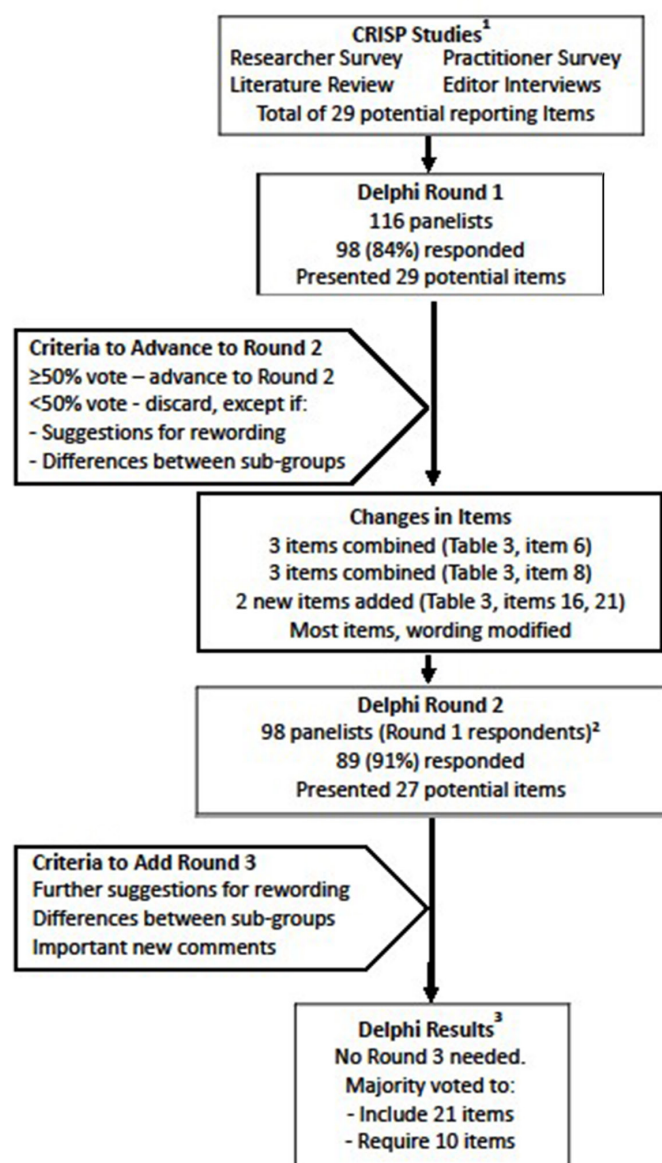 CRISP Studies¹
Researcher Survey Practitioner Survey
Literature Review Editor Interviews
Total of 29 potential reporting Items
Delphi Round 1
116 panelists
98 (84%) responded
Presented 29 potential items
Criteria to Advance to Round 2
≥50% vote – advance to Round 2
<50% vote - discard, except if:
- Suggestions for rewording
- Differences between sub-groups
Changes in Items
3 items combined (Table 3, item 6)
3 items combined (Table 3, item 8)
2 new items added (Table 3, items 16, 21)
Most items, wording modified
Delphi Round 2
98 panelists (Round 1 respondents)²
89 (91%) responded
Presented 27 potential items
Criteria to Add Round 3
Further suggestions for rewording
Differences between sub-groups
Important new comments
Delphi Results³
No Round 3 needed.
Majority voted to:
- Include 21 items
- Require 10 items